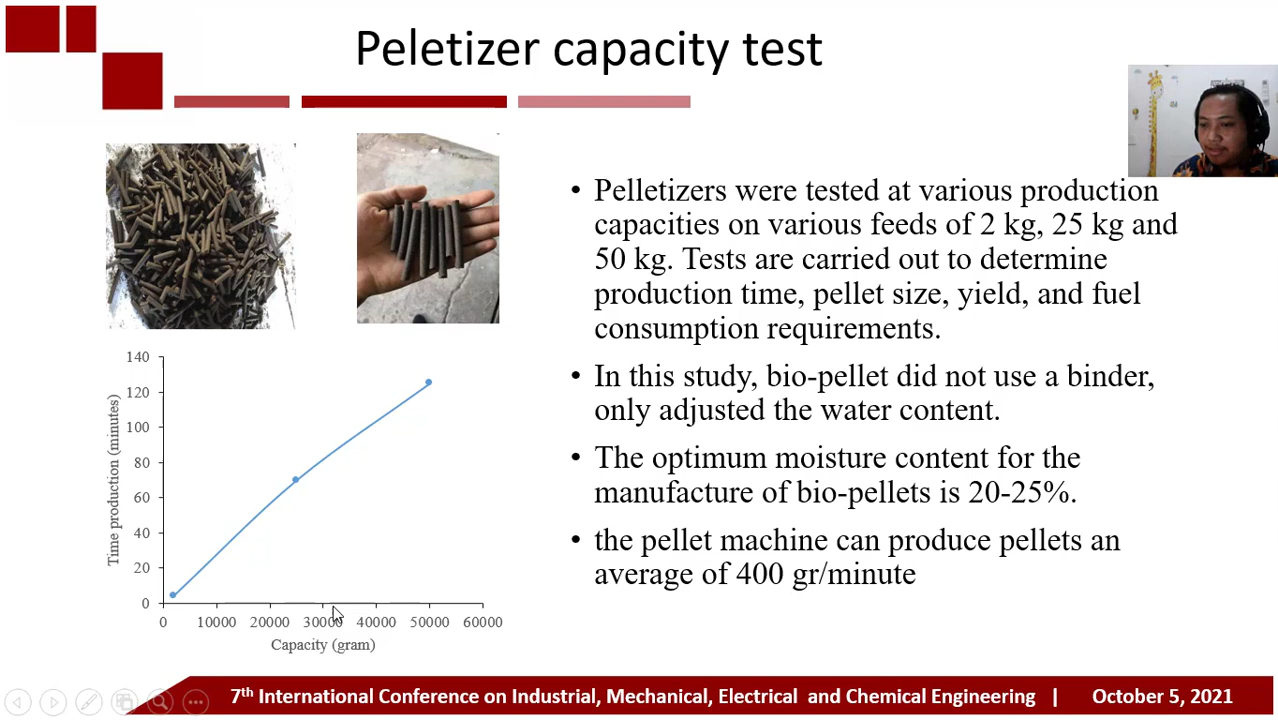 Peletizer capacity test
• Pelletizers were tested at various production
capacities on various feeds of 2 kg, 25 kg and
50 kg. Tests are carried out to determine
production time, pellet size, yield, and fuel
consumption requirements.
• In this study, bio-pellet did not use a binder,
only adjusted the water content.
• The optimum moisture content for the
manufacture of bio-pellets is 20-25%.
• the pellet machine can produce pellets an
average of 400 gr/minute
Time production (minutes)
140
120
100
80
60
40
20
0
0 10000 20000 30000 40000 50000 60000
Capacity (gram)
7th International Conference on Industrial, Mechanical, Electrical and Chemical Engineering | October 5, 2021